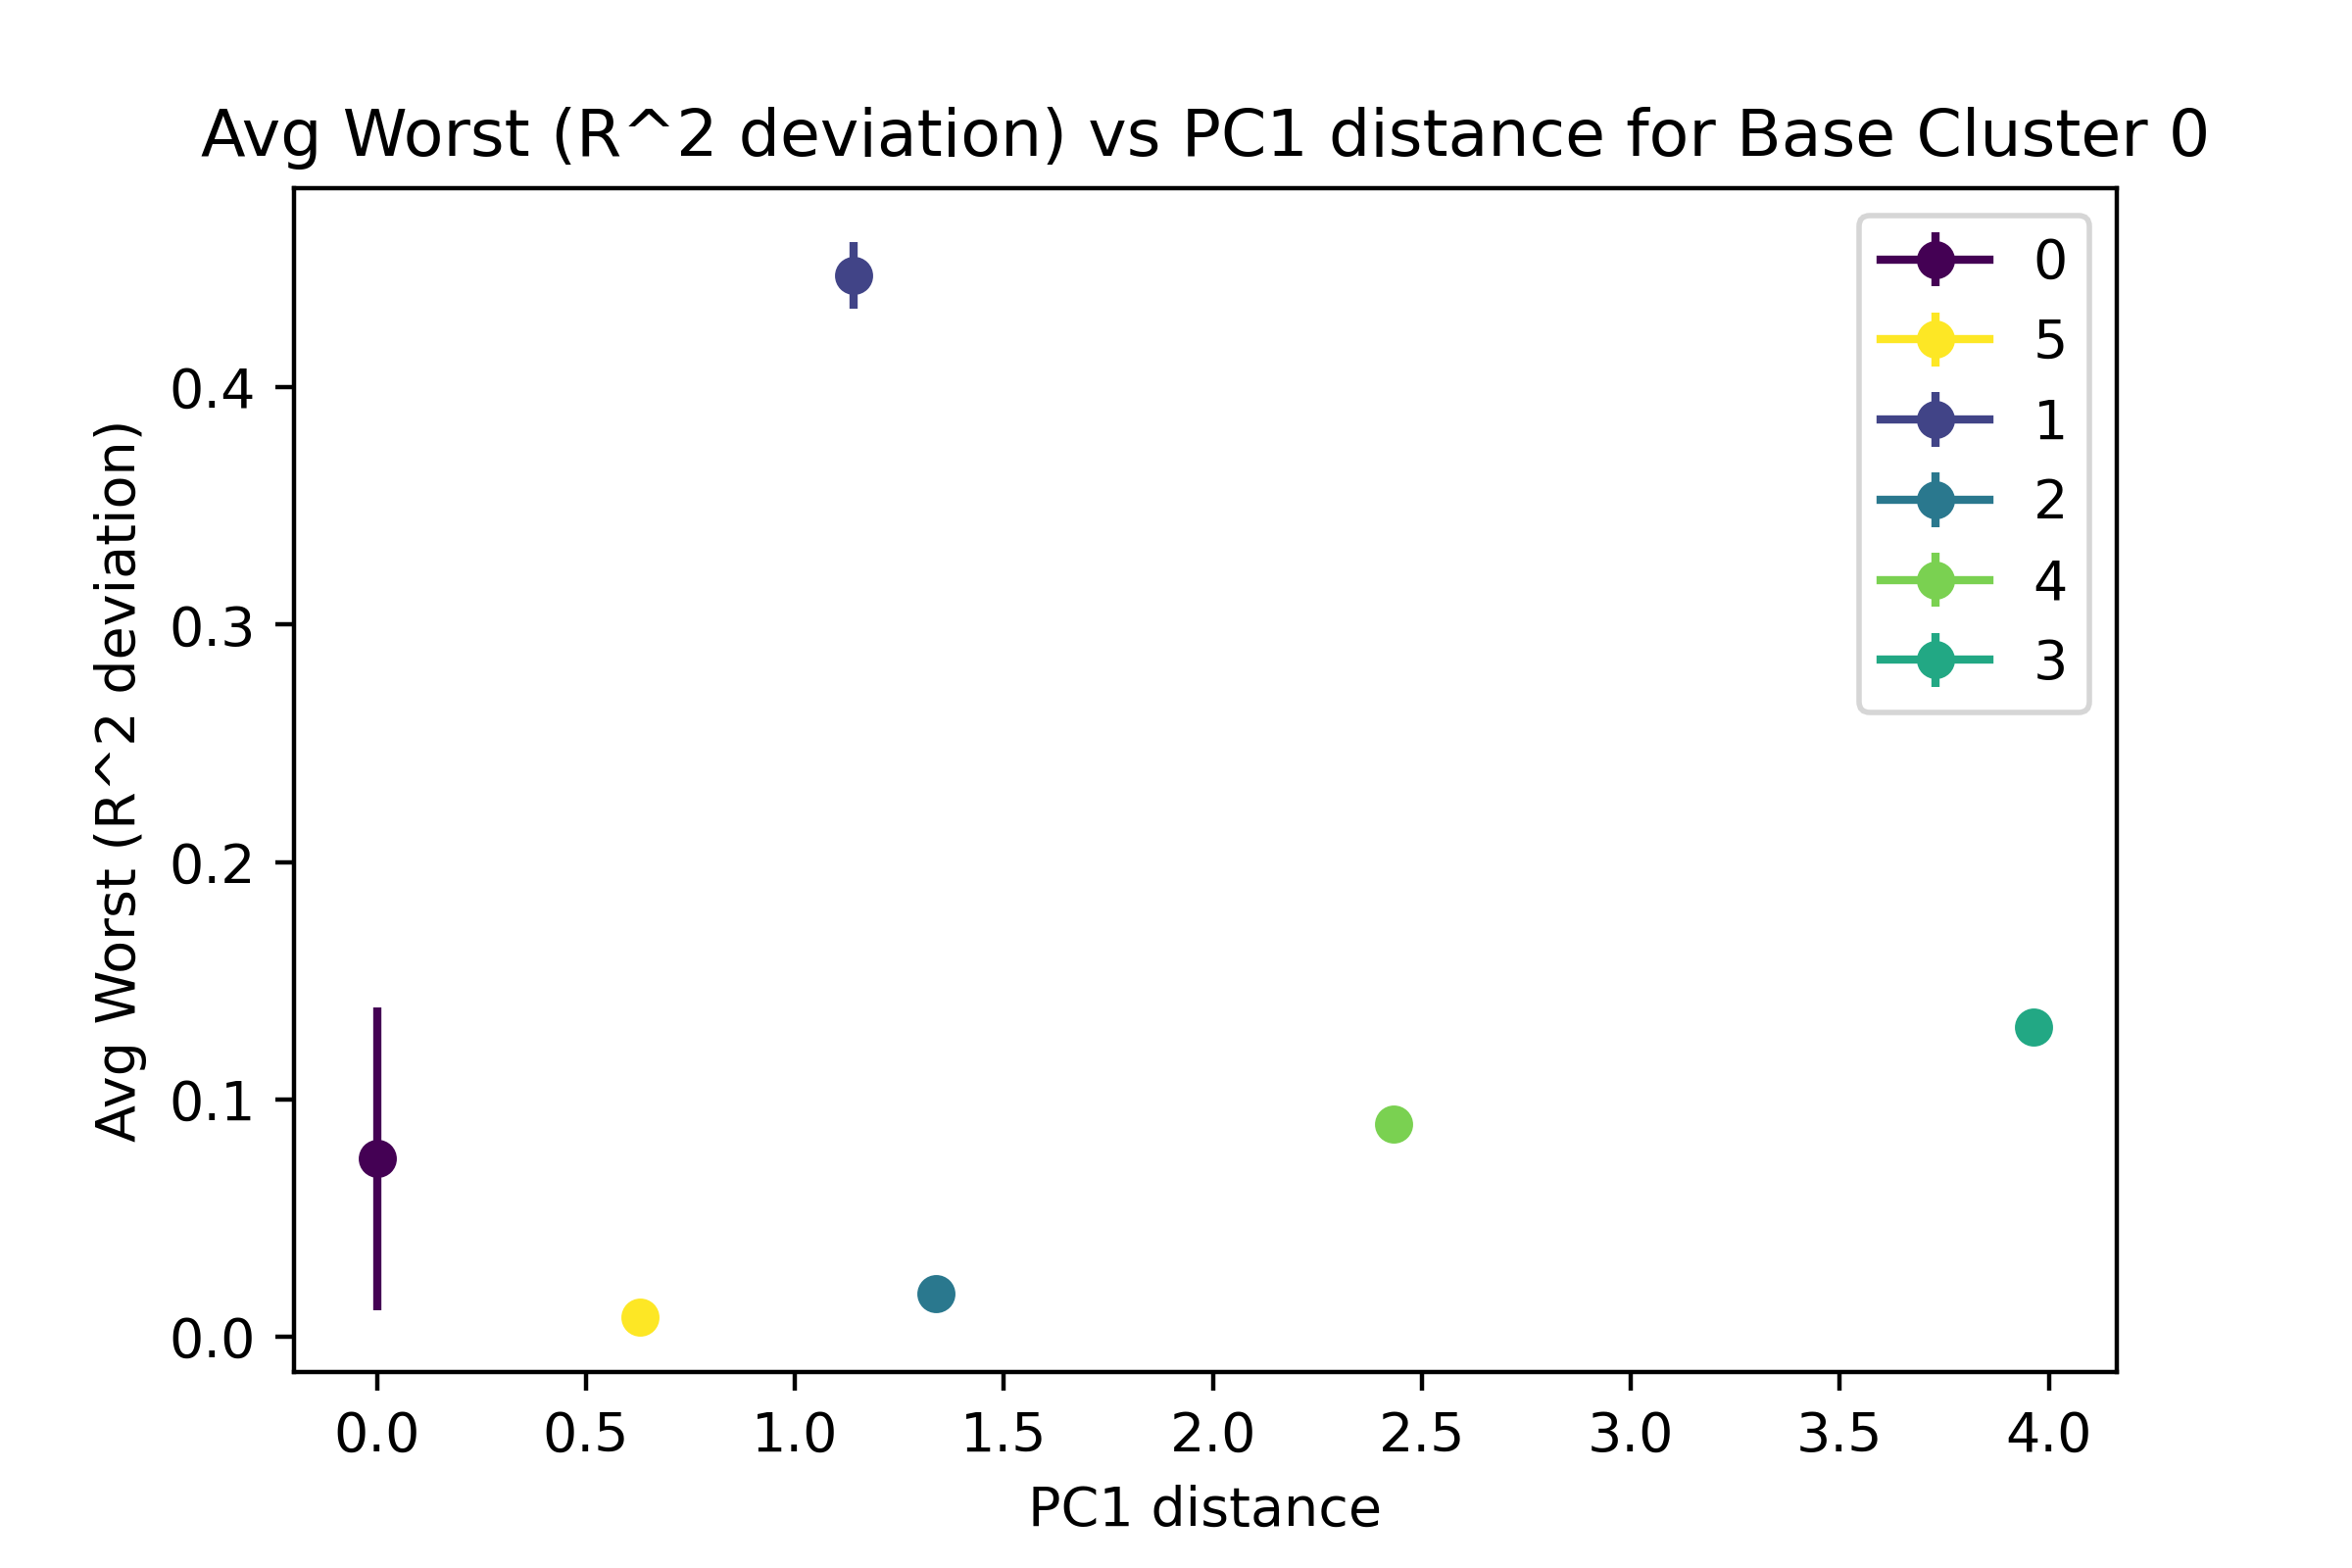 Avg Worst (R^2 deviation) vs PC1 distance for Base Cluster 0
Avg Worst (R^2 deviation)
0.4
0.3
0.2
0.1
0.0
0
5
1
2
4
3
0.0 0.5 1.0 1.5 2.0 2.5 3.0 3.5 4.0
PC1 distance